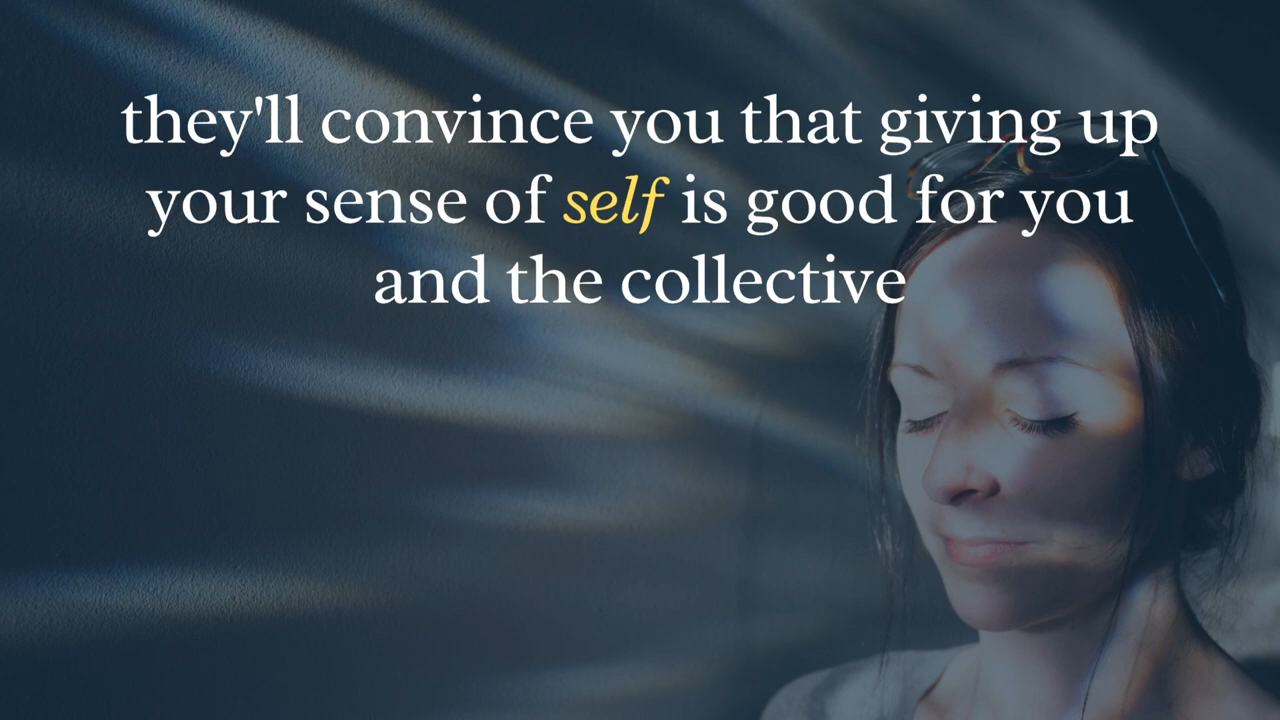 they'll convince you that giving up
your sense of self is good for you
and the collective